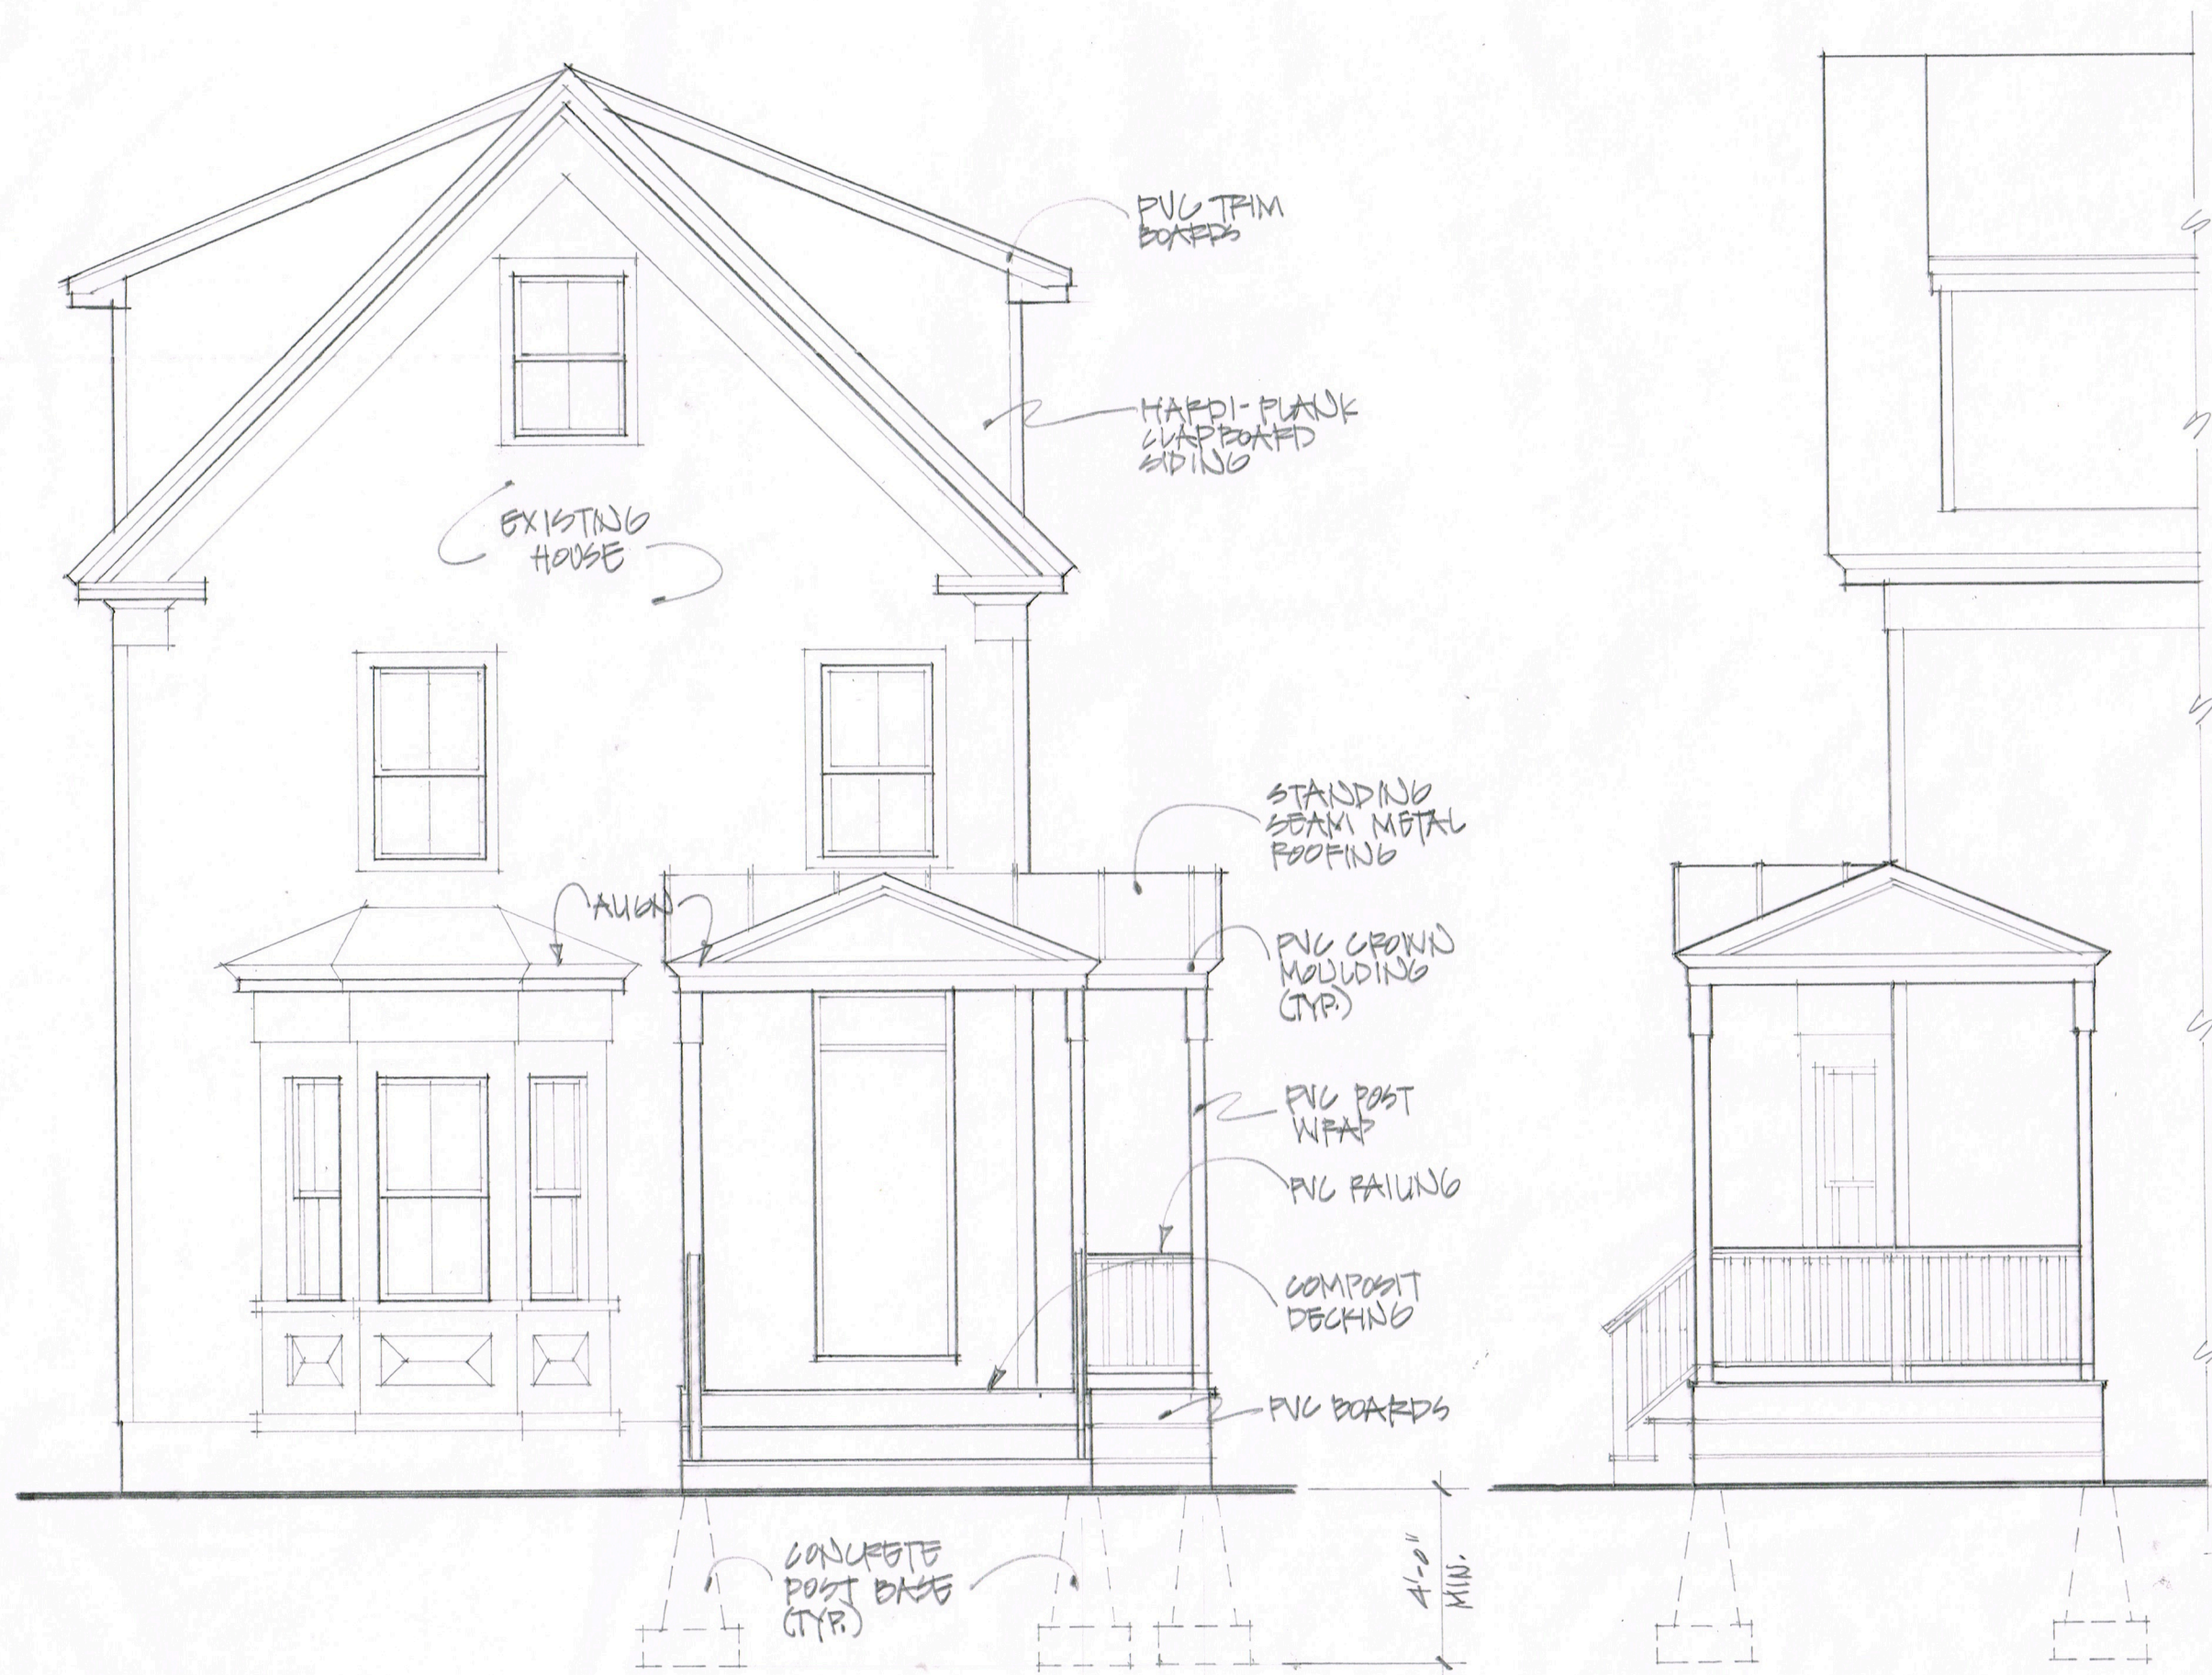 PVC TRIM
BOARDS
HARDI-PLANK
CLAPBOARD
SIDING
EXISTING
HOUSE
STANDING
SEAM METAL
ROOFING
ALIGN
PVC CROWN
MOULDING
(TYP.)
PVC POST
WRAP
PVC RAILING
COMPOSIT
DECKING
PVC BOARDS
CONCRETE
POST BASE
(TYP.)
4'-0"
MIN.